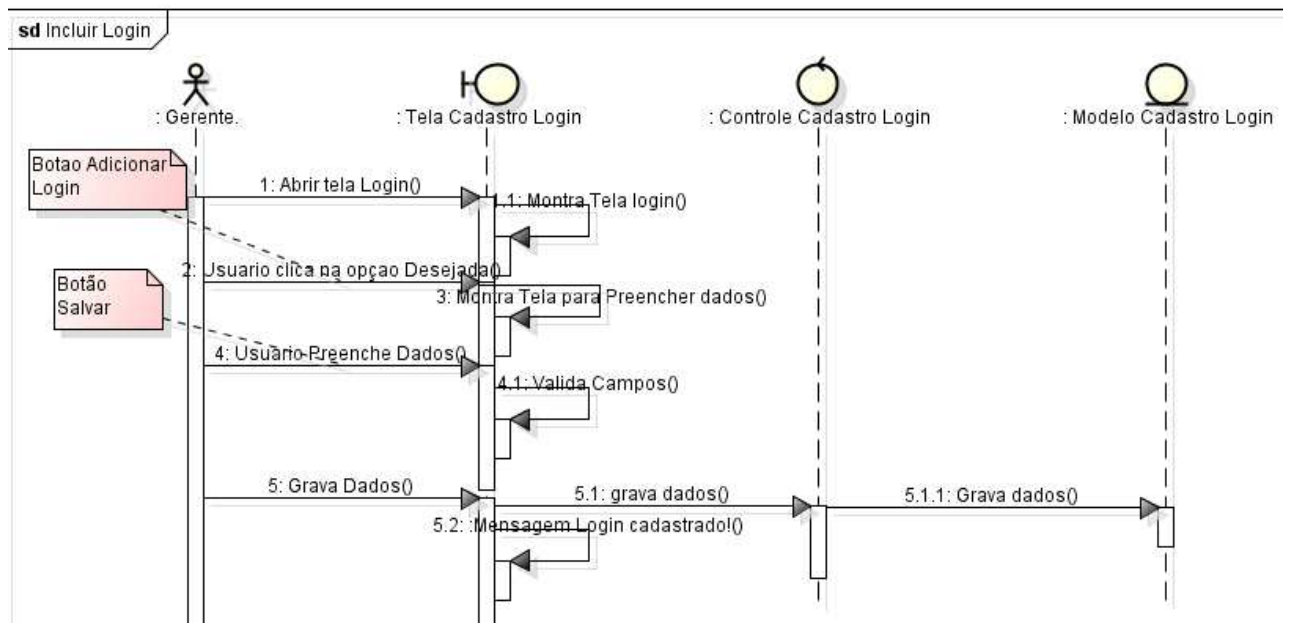 sd Incluir Login
: Gerente.
: Tela Cadastro Login
: Controle Cadastro Login
: Modelo Cadastro Login
Botao Adicionar
Login
1: Abrir tela Login()
1.1: Montra Tela login()
2: Usuario clica na opçao Desejada()
Botão
Salvar
3: Montra Tela para Preencher dados()
4: Usuario Preenche Dados()
4.1: Valida Campos()
5: Grava Dados()
5.1: grava dados()
5.1.1: Grava dados()
5.2: :Mensagem Login cadastrado!()